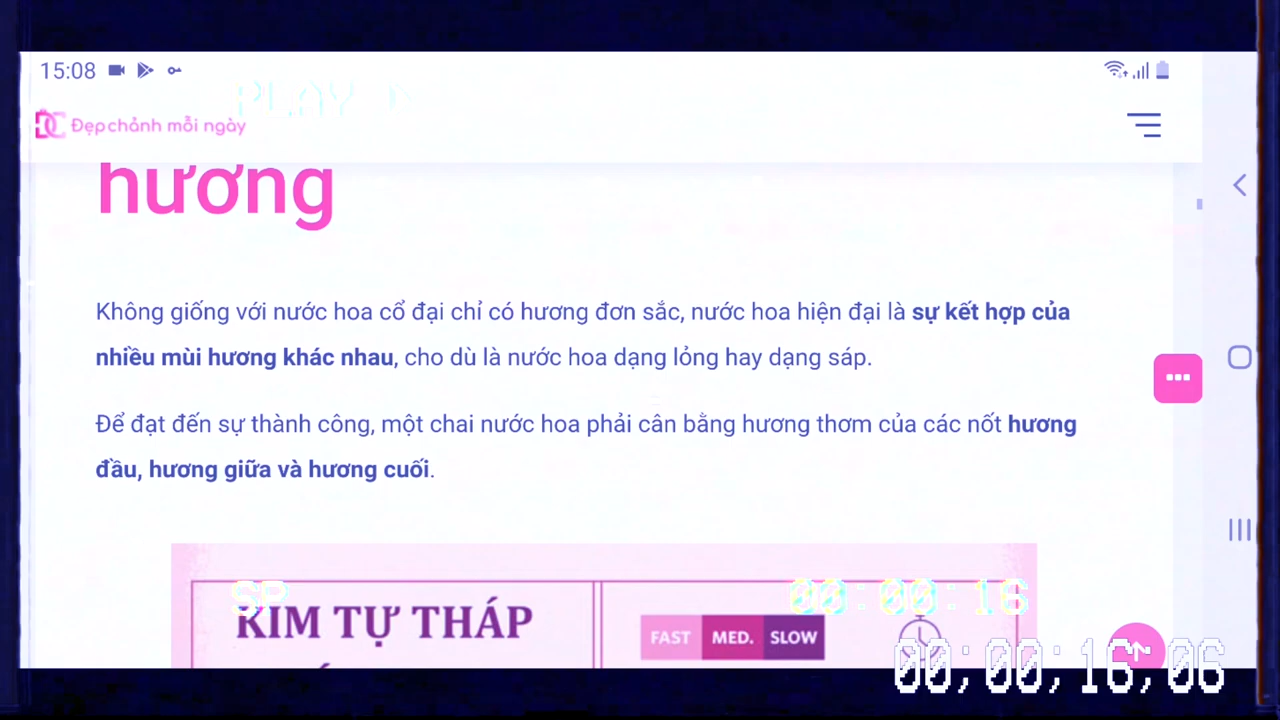 PLAY
15:08
Đẹp chảnh mỗi ngày
hương
Không giống với nước hoa cổ đại chỉ có hương đơn sắc, nước hoa hiện đại là sự kết hợp của
nhiều mùi hương khác nhau, cho dù là nước hoa dạng lỏng hay dạng sáp.
Để đạt đến sự thành công, một chai nước hoa phải cân bằng hương thơm của các nốt hương
đầu, hương giữa và hương cuối.
SP
00:00:16
KIM TỰ THÁP
FAST MED. SLOW
00;00;16;06